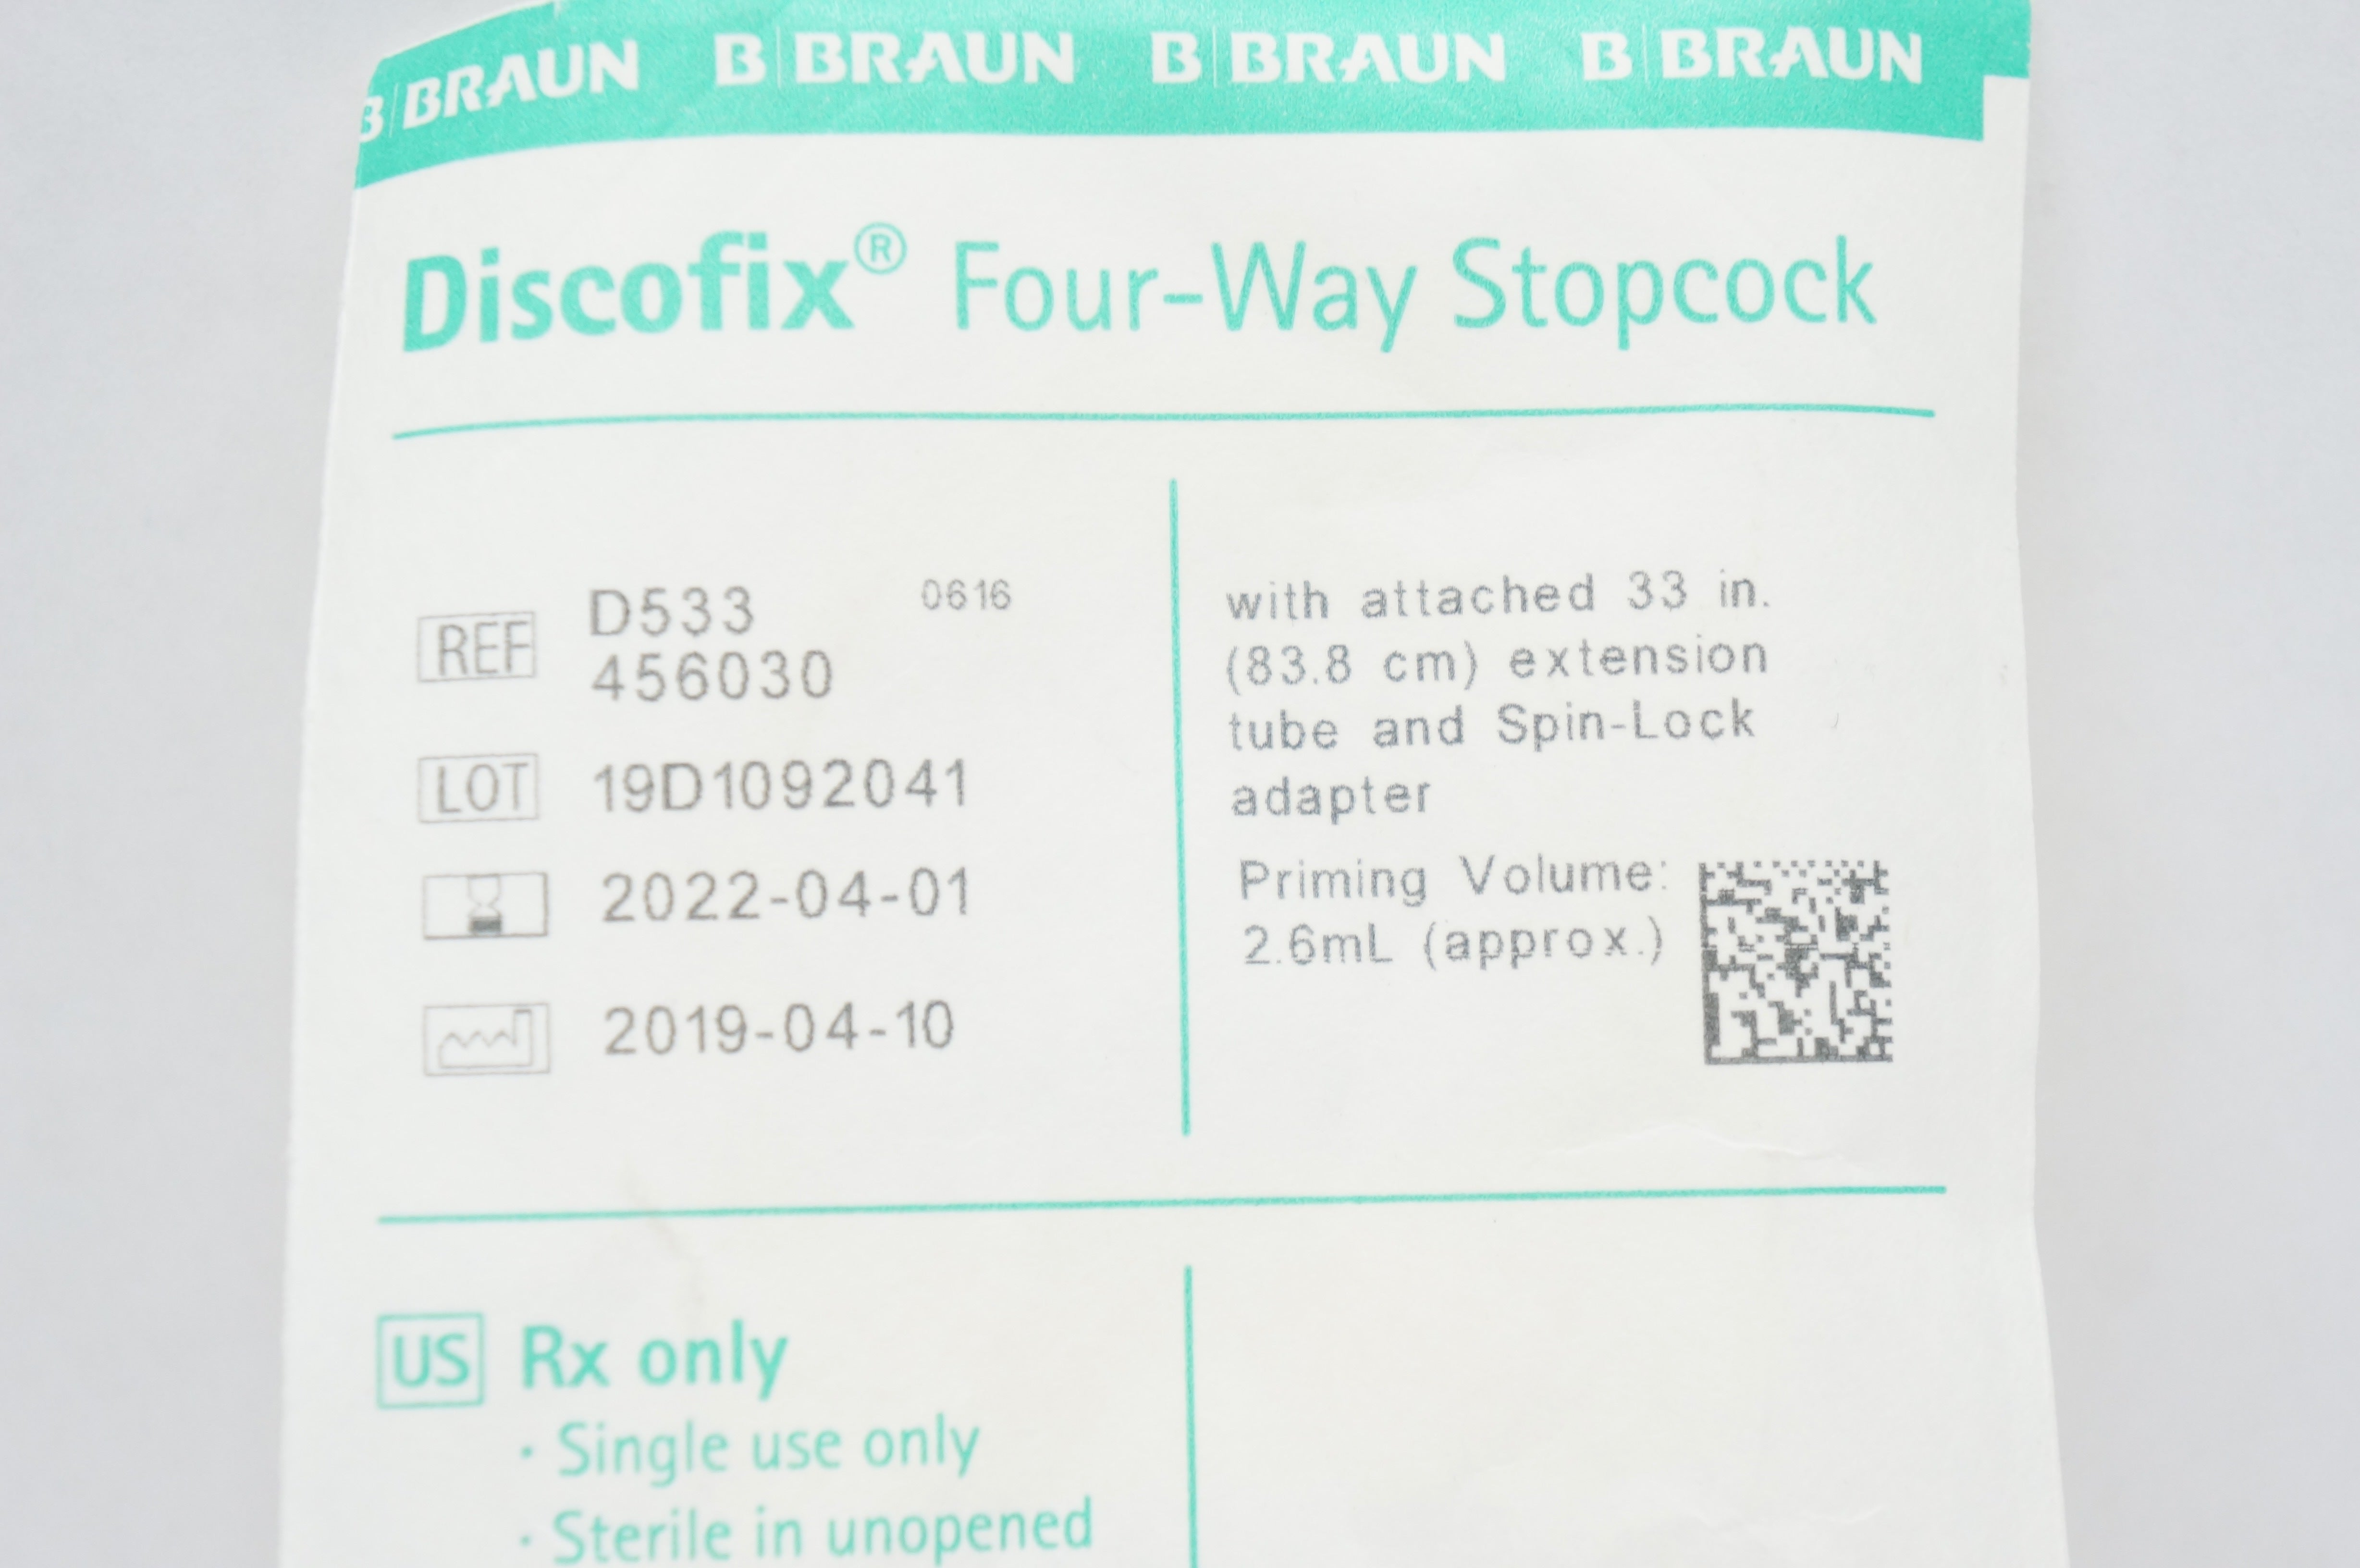 B BRAUN B BRAUN B BRAUN B BRAUN
Discofix® Four-Way Stopcock
REF D533 0616
456030
LOT 19D1092041
2022-04-01
2019-04-10
with attached 33 in.
(83.8 cm) extension
tube and Spin-Lock
adapter
Priming Volume:
2.6mL (approx.)
US Rx only
· Single use only
· Sterile in unopened